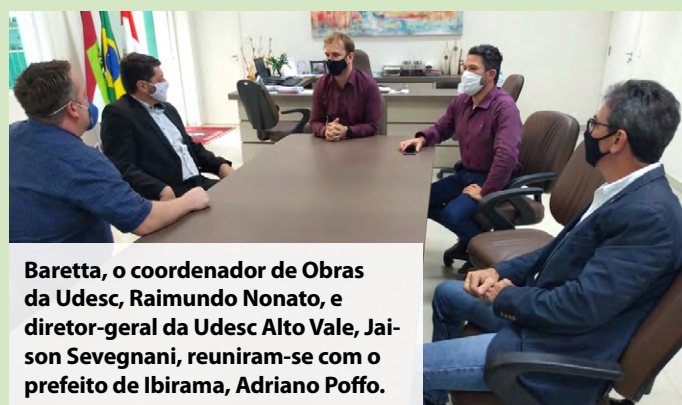 Baretta, o coordenador de Obras
da Udesc, Raimundo Nonato, e
diretor-geral da Udesc Alto Vale, Jai-
son Sevegnani, reuniram-se com o
prefeito de Ibirama, Adriano Poffo.